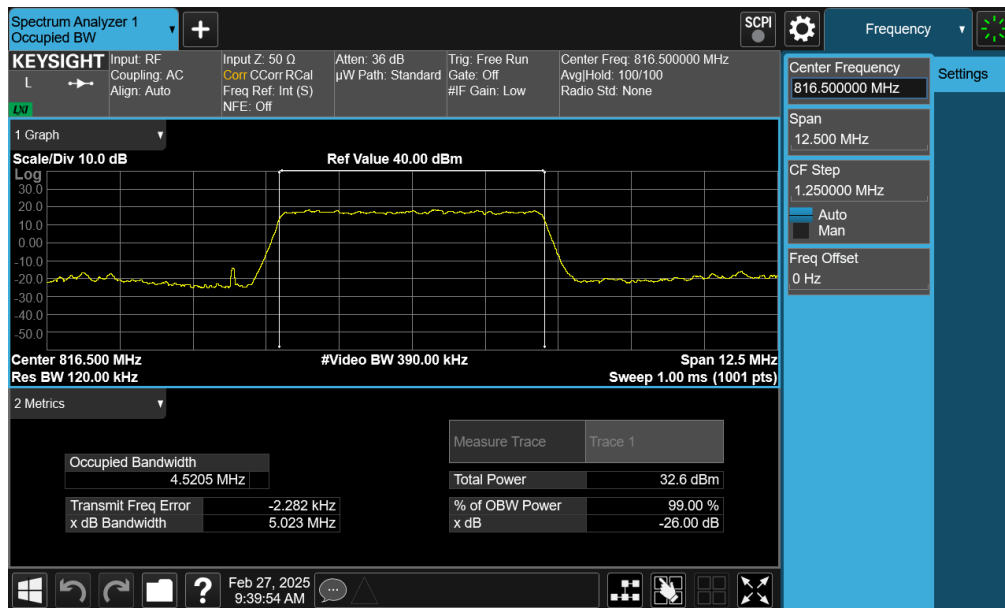 Spectrum Analyzer 1
Occupied BW
+
SCPI
Frequency
KEYSIGHT
L
LXI
Input: RF
Coupling: AC
Align: Auto
Input Z: 50 Ω
Corr CCorr RCal
Freq Ref: Int (S)
NFE: Off
Atten: 36 dB
µW Path: Standard
Trig: Free Run
Gate: Off
#IF Gain: Low
Center Freq: 816.500000 MHz
Avg|Hold: 100/100
Radio Std: None
Center Frequency
816.500000 MHz
Settings
Span
12.500 MHz
CF Step
1.250000 MHz
Auto
Man
Freq Offset
0 Hz
1 Graph
Scale/Div 10.0 dB
Ref Value 40.00 dBm
Log
30.0
20.0
10.0
0.00
-10.0
-20.0
-30.0
-40.0
-50.0
Center 816.500 MHz
#Video BW 390.00 kHz
Span 12.5 MHz
Res BW 120.00 kHz
Sweep 1.00 ms (1001 pts)
2 Metrics
Measure Trace
Trace 1
Occupied Bandwidth
4.5205 MHz
Total Power
32.6 dBm
Transmit Freq Error
-2.282 kHz
% of OBW Power
99.00 %
x dB Bandwidth
5.023 MHz
x dB
-26.00 dB
?
Feb 27, 2025
9:39:54 AM